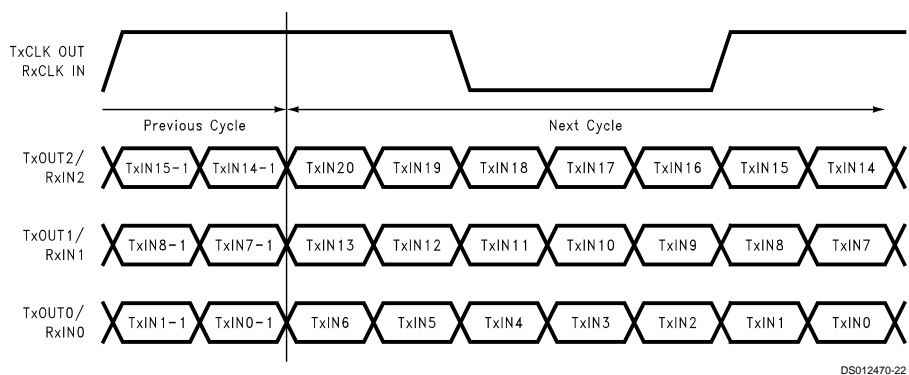 TxCLK OUT
RxCLK IN
Previous Cycle
Next Cycle
TxOUT2/
RxIN2
TxIN15-1 TxIN14-1 TxIN20 TxIN19 TxIN18 TxIN17 TxIN16 TxIN15 TxIN14
TxOUT1/
RxIN1
TxIN8-1 TxIN7-1 TxIN13 TxIN12 TxIN11 TxIN10 TxIN9 TxIN8 TxIN7
TxOUT0/
RxIN0
TxIN1-1 TxIN0-1 TxIN6 TxIN5 TxIN4 TxIN3 TxIN2 TxIN1 TxIN0
DS012470-22